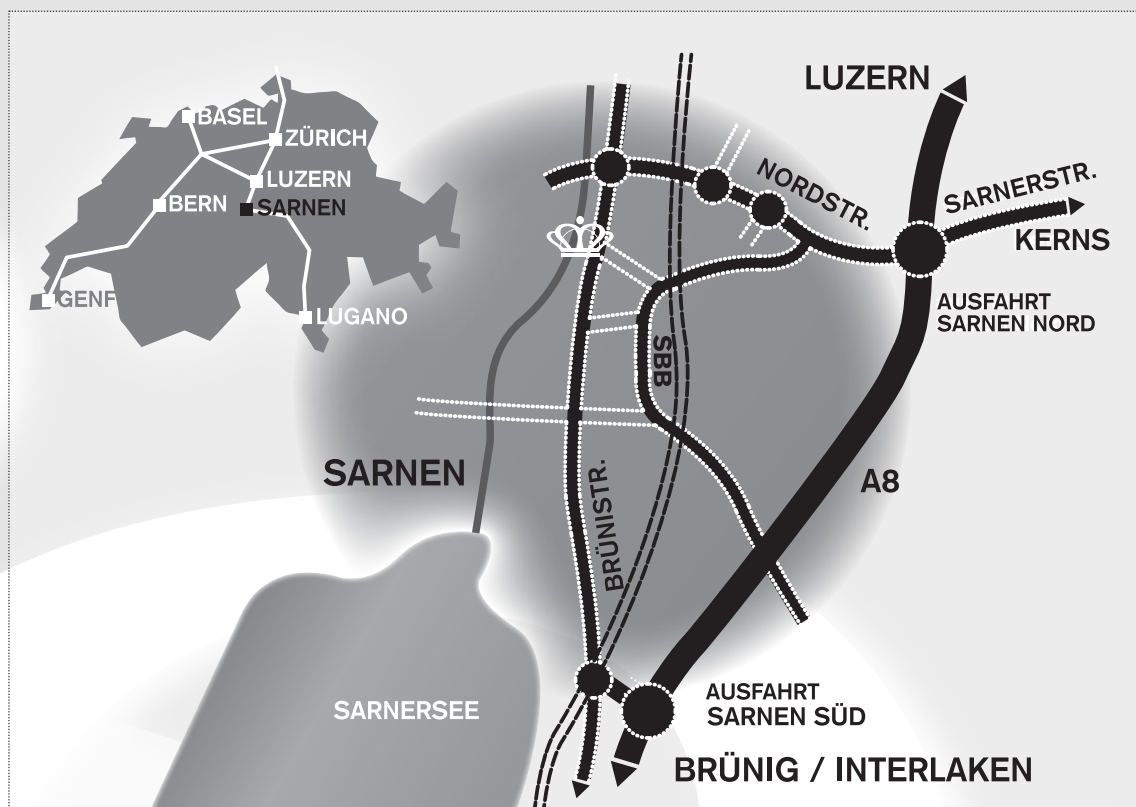 BASEL
ZÜRICH
LUZERN
BERN
SARNEN
GENF
LUGANO
LUZERN
NORDSTR.
SARNERSTR.
KERNS
AUSFAHRT
SARNEN NORD
SBB
SARNEN
A8
BRÜNISTR.
SARNERSEE
AUSFAHRT
SARNEN SÜD
BRÜNIG / INTERLAKEN